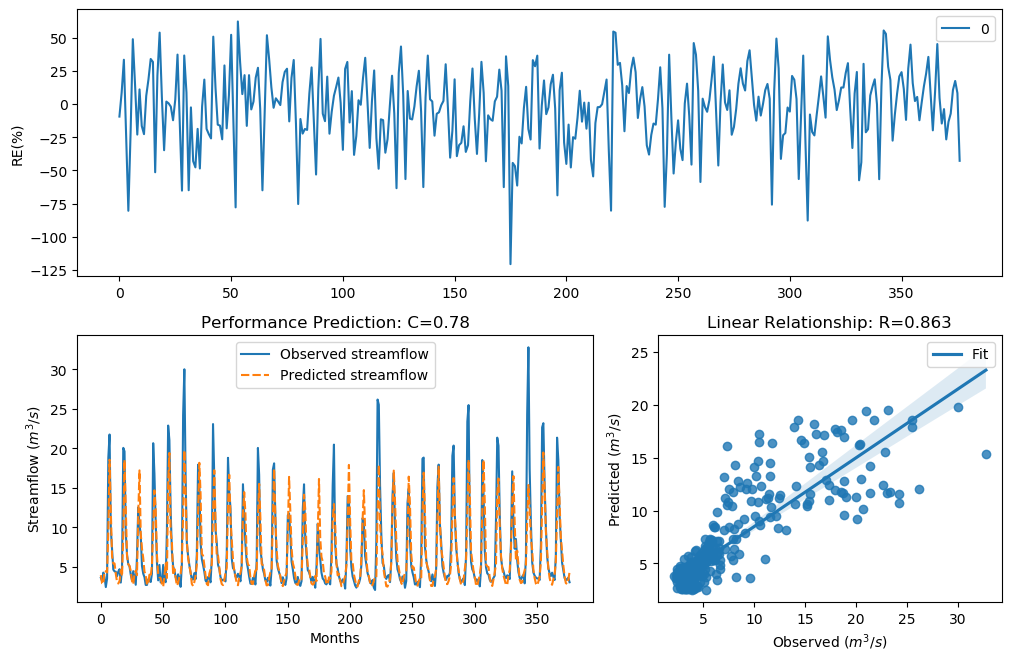 50
25
0
−25
−50
−75
−100
−125
RE(%)
0
0 50 100 150 200 250 300 350
Performance Prediction: C=0.78
Observed streamflow
Predicted streamflow
30
25
20
15
10
5
Streamflow (m³/s)
0 50 100 150 200 250 300 350
Months
Linear Relationship: R=0.863
Fit
25
20
15
10
5
Predicted (m³/s)
5 10 15 20 25 30
Observed (m³/s)